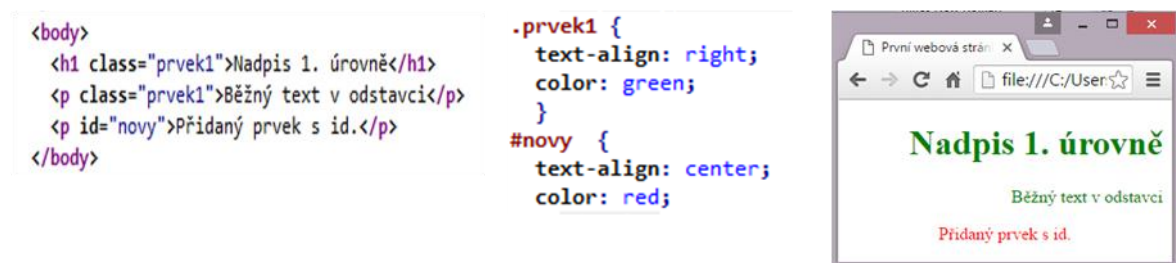 <body>
<h1 class="prvek1">Nadpis 1. úrovně</h1>
<p class="prvek1">Běžný text v odstavci</p>
<p id="novy">Přidaný prvek s id.</p>
</body>
.prvek1 {
text-align: right;
color: green;
}
#novy {
text-align: center;
color: red;
První webová strán
file:///C:/User
Nadpis 1. úrovně
Běžný text v odstavci
Přidaný prvek s id.